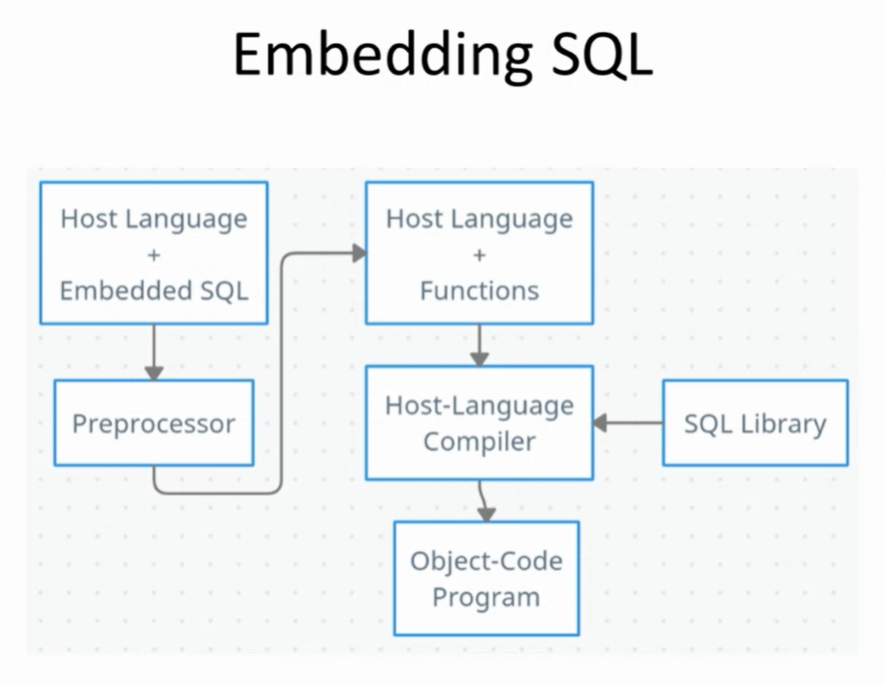 Embedding SQL
Host Language
+
Embedded SQL
Preprocessor
Host Language
+
Functions
Host-Language
Compiler
SQL Library
Object-Code
Program